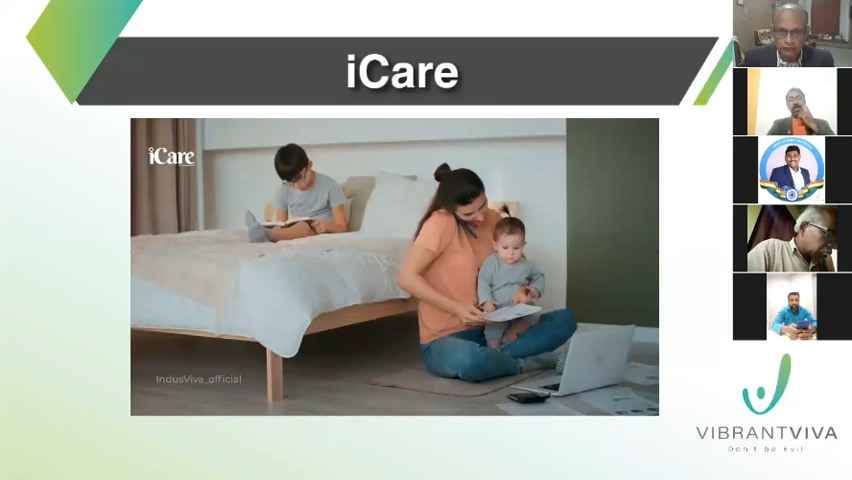 iCare
iCare
IndusViva_official
VIBRANTVIVA
Don't be Evil